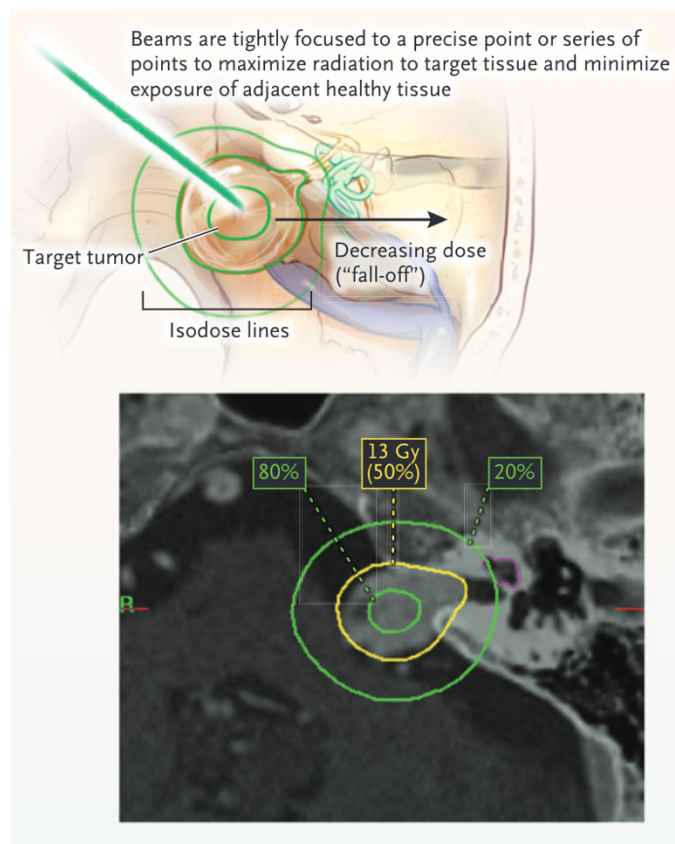 Beams are tightly focused to a precise point or series of
points to maximize radiation to target tissue and minimize
exposure of adjacent healthy tissue
Target tumor
Decreasing dose
(“fall-off”)
Isodose lines
80%
13 Gy
(50%)
20%
R